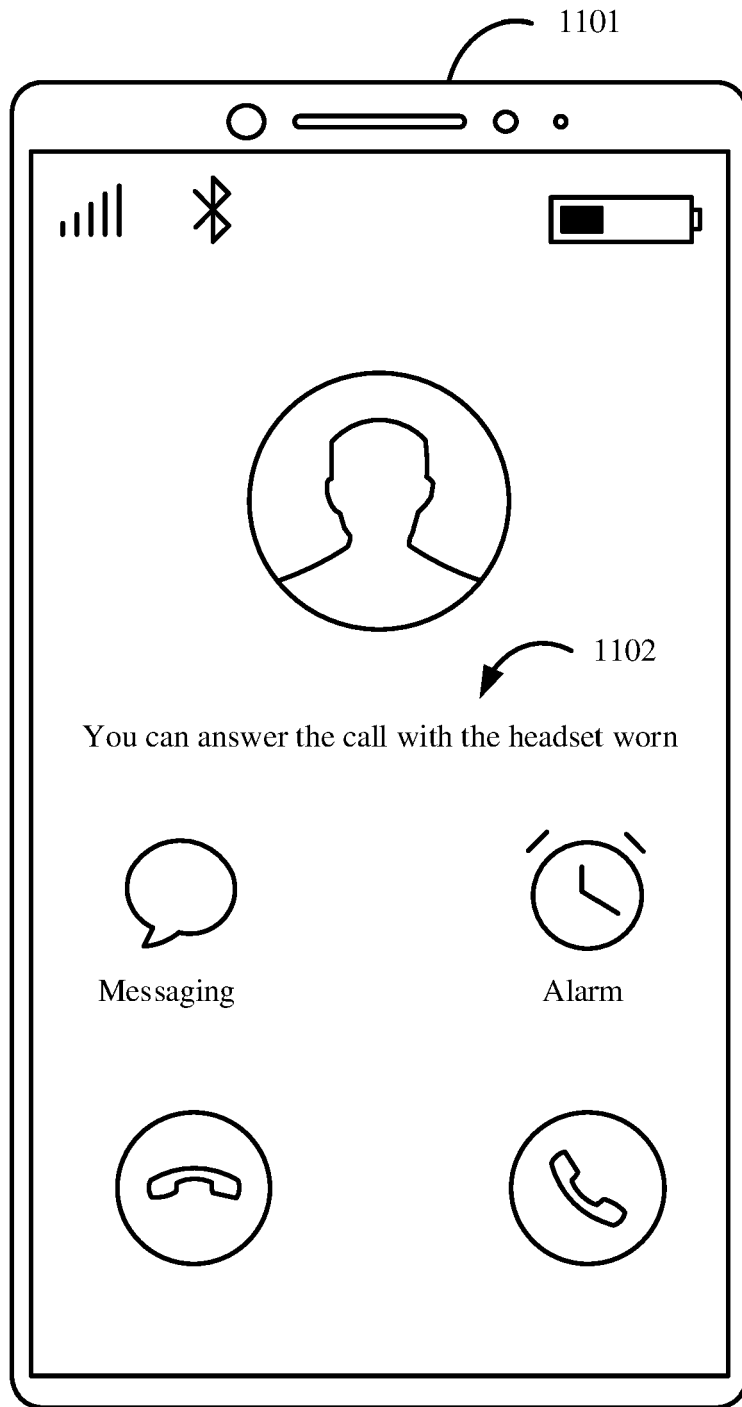 1101
1102
You can answer the call with the headset worn
Messaging
Alarm